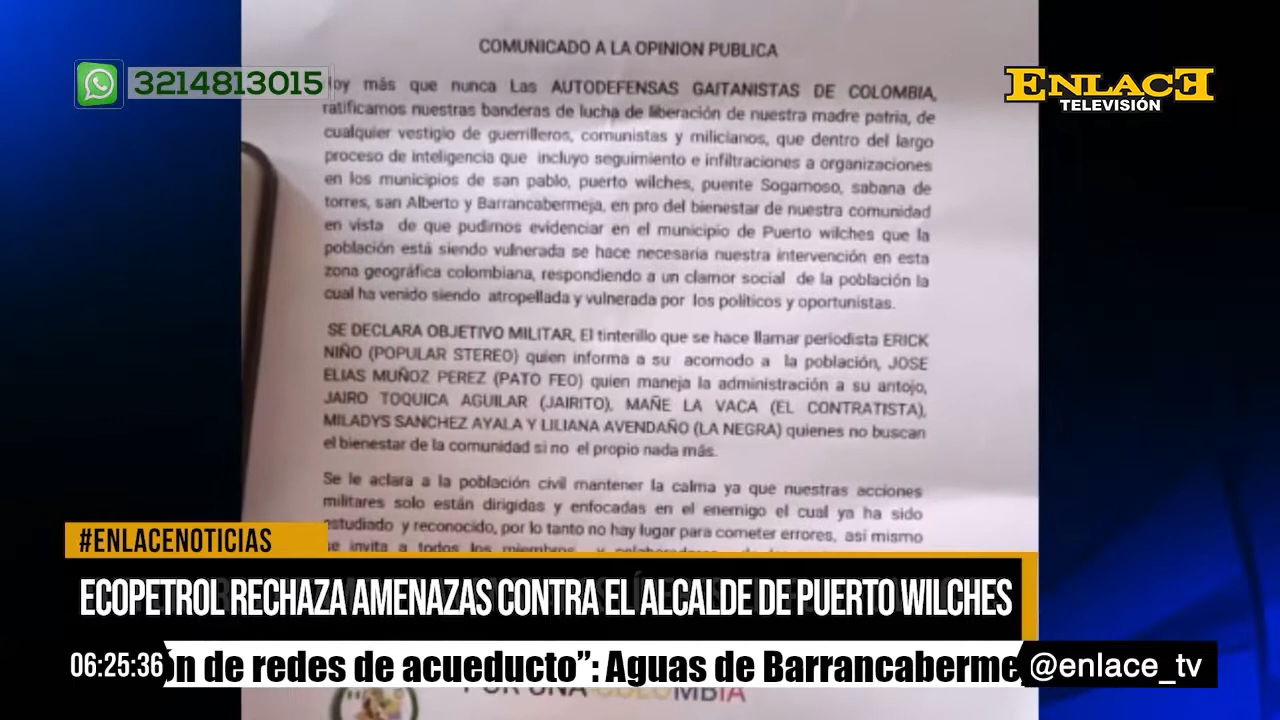 COMUNICADO A LA OPINION PUBLICA
3214813015
ENLACE
TELEVISIÓN
oy más que nunca Las AUTODEFENSAS GAITANISTAS DE COLOMBIA,
ratificamos nuestras banderas de lucha de liberación de nuestra madre patria, de
cualquier vestigio de guerrilleros, comunistas y milicianos, que dentro del largo
proceso de inteligencia que incluyo seguimiento e infiltraciones a organizaciones
en los municipios de san pablo, puerto wilches, puente Sogamoso, sabana de
torres, san Alberto y Barrancabermeja, en pro del bienestar de nuestra comunidad
en vista de que pudimos evidenciar en el municipio de Puerto wilches que la
población está siendo vulnerada se hace necesaria nuestra intervención en esta
zona geográfica colombiana, respondiendo a un clamor social de la población la
cual ha venido siendo atropellada y vulnerada por los políticos y oportunistas.
SE DECLARA OBJETIVO MILITAR, El tinterillo que se hace llamar periodista ERICK
NIÑO (POPULAR STEREO) quien informa a su acomodo a la población, JOSE
ELIAS MUÑOZ PEREZ (PATO FEO) quien maneja la administración a su antojo,
JAIRO TOQUICA AGUILAR (JAIRITO), MAÑE LA VACA (EL CONTRATISTA),
MILADYS SANCHEZ AYALA Y LILIANA AVENDAÑO (LA NEGRA) quienes no buscan
el bienestar de la comunidad si no el propio nada más.
Se le aclara a la población civil mantener la calma ya que nuestras acciones
militares solo están dirigidas y enfocadas en el enemigo el cual ya ha sido
estudiado y reconocido, por lo tanto no hay lugar para cometer errores, así mismo
se invita a todos los miembros y colaboradores
#ENLACENOTICIAS
ECOPETROL RECHAZA AMENAZAS CONTRA EL ALCALDE DE PUERTO WILCHES
06:25:36
ón de redes de acueducto”: Aguas de Barrancaberme
@enlace_tv
POR UNA COLOMBIA